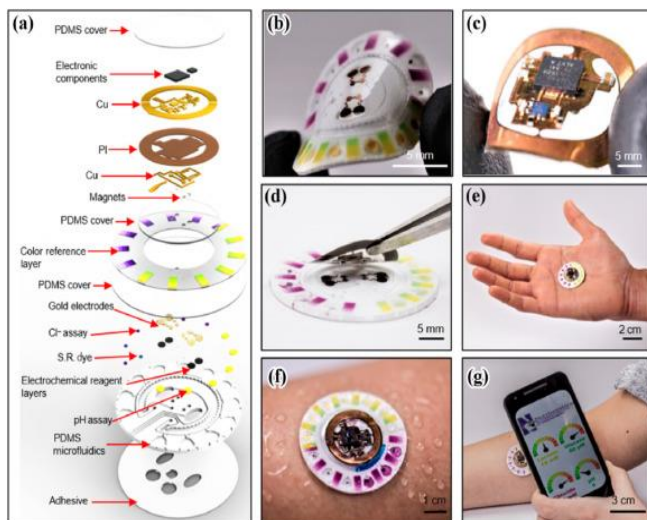 (a)
PDMS cover
Electronic
components
Cu
PI
Cu
Magnets
PDMS cover
Color reference
layer
PDMS cover
Gold electrodes
Cl⁻ assay
S.R. dye
Electrochemical reagent
layers
pH assay
PDMS
microfluidics
Adhesive
(b)
5 mm
(c)
5 mm
(d)
5 mm
(e)
2 cm
(f)
1 cm
(g)
3 cm